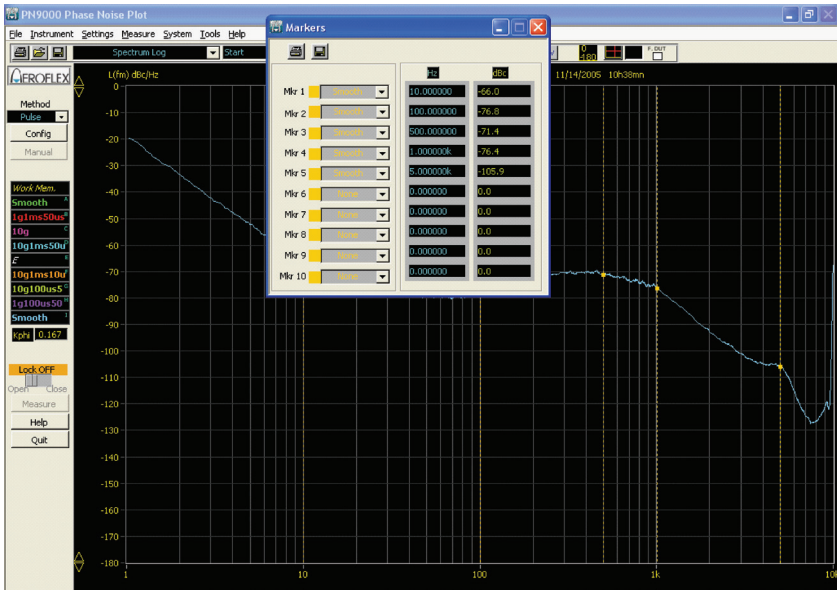 PN9000 Phase Noise Plot
File Instrument Settings Measure System Tools Help
Spectrum Log
Start
0
-180
F. DUT
AEROFLEX
Method
Pulse
Config
Manual
Work Mem.
Smooth A
1g1ms50us
10g C
10g1ms50u
E
10g1ms10u
10g100us5
1g100us50
Smooth
Kphi 0.167
Lock OFF
Open Close
Measure
Help
Quit
L(fm) dBc/Hz
11/14/2005 10h38mn
Markers
Hz dBc
Mkr 1 Smooth 10.000000 -66.0
Mkr 2 Smooth 100.000000 -76.8
Mkr 3 Smooth 500.000000 -71.4
Mkr 4 Smooth 1.000000k -76.4
Mkr 5 Smooth 5.000000k -105.9
Mkr 6 None 0.000000 0.0
Mkr 7 None 0.000000 0.0
Mkr 8 None 0.000000 0.0
Mkr 9 None 0.000000 0.0
Mkr 10 None 0.000000 0.0
0
-10
-20
-30
-40
-50
-60
-70
-80
-90
-100
-110
-120
-130
-140
-150
-160
-170
-180
1 10 100 1k